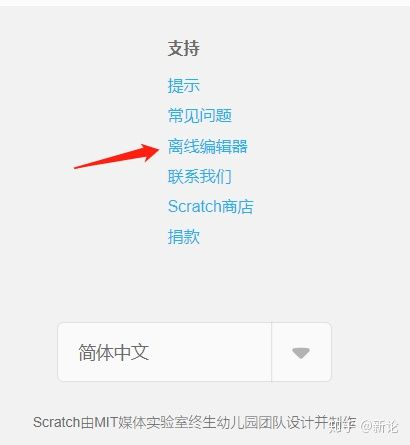 支持
提示
常见问题
离线编辑器
联系我们
Scratch商店
捐款
简体中文
Scratch由MIT媒体实验室终生幼儿园团队设计并制作
知乎 @新论